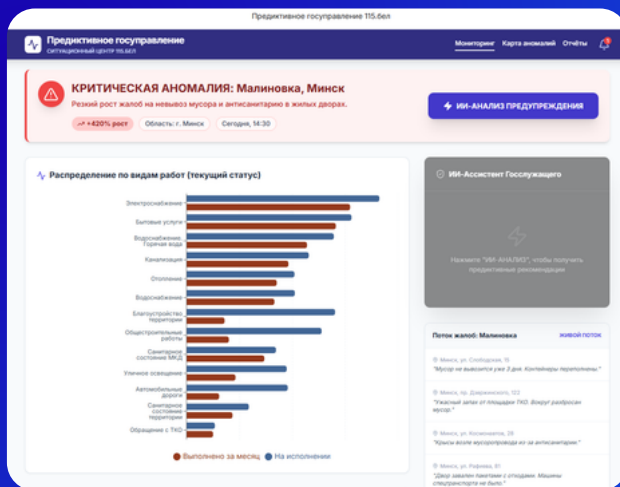 Предиктивное госуправление 115.бел
Предиктивное госуправление
СИТУАЦИОННЫЙ ЦЕНТР 115.БЕЛ
Мониторинг Карта аномалий Отчёты
КРИТИЧЕСКАЯ АНОМАЛИЯ: Малиновка, Минск
Резкий рост жалоб на невывоз мусора и антисанитарию в жилых дворах.
+420% рост Область: г. Минск Сегодня, 14:30
ИИ-АНАЛИЗ ПРЕДУПРЕЖДЕНИЯ
Распределение по видам работ (текущий статус)
Электроснабжение
Бытовые услуги
Водоснабжение.
Горячая вода
Канализация
Отопление
Водоснабжение
Благоустройство
территории
Общестроительные
работы
Санитарное
состояние МКД
Уличное освещение
Автомобильные
дороги
Санитарное
состояние
территории
Обращение с ТКО
Выполнено за месяц На исполнении
ИИ-Ассистент Госслужащего
Нажмите "ИИ-АНАЛИЗ", чтобы получить
предиктивные рекомендации
Поток жалоб: Малиновка ЖИВОЙ ПОТОК
Минск, ул. Слободская, 15
"Мусор не вывозится уже 3 дня. Контейнеры переполнены."
Минск, пр. Дзержинского, 122
"Ужасный запах от площадки ТКО. Вокруг разбросан
мусор."
Минск, ул. Космонавтов, 28
"Крысы возле мусоропровода из-за антисанитарии."
Минск, ул. Рафиева, 81
"Двор завален пакетами с отходами. Машины
спецтранспорта не было."